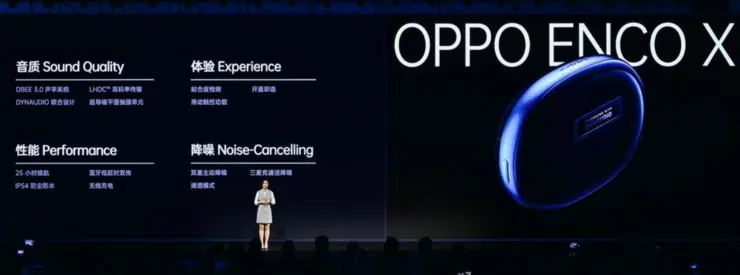 音质 Sound Quality
DBEE 3.0 声学系统 LHDC™ 高码率传输
DYNAUDIO 联合设计 超导磁平面振膜单元
体验 Experience
贴合度检测 开盖即连
滑动触控功能
性能 Performance
25 小时续航 蓝牙低延时双传
IP54 防尘防水 无线充电
降噪 Noise-Cancelling
双重主动降噪 三麦克通话降噪
通透模式
OPPO ENCO X
DYNAUDIO